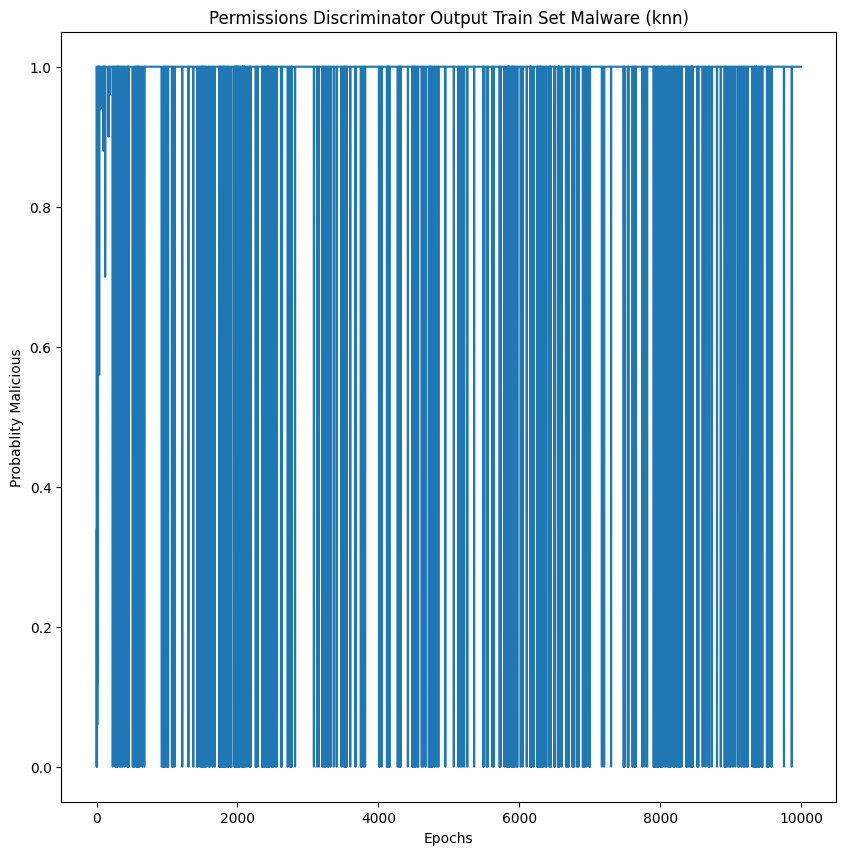 Permissions Discriminator Output Train Set Malware (knn)
1.0
0.8
0.6
0.4
0.2
0.0
Probablity Malicious
0 2000 4000 6000 8000 10000
Epochs